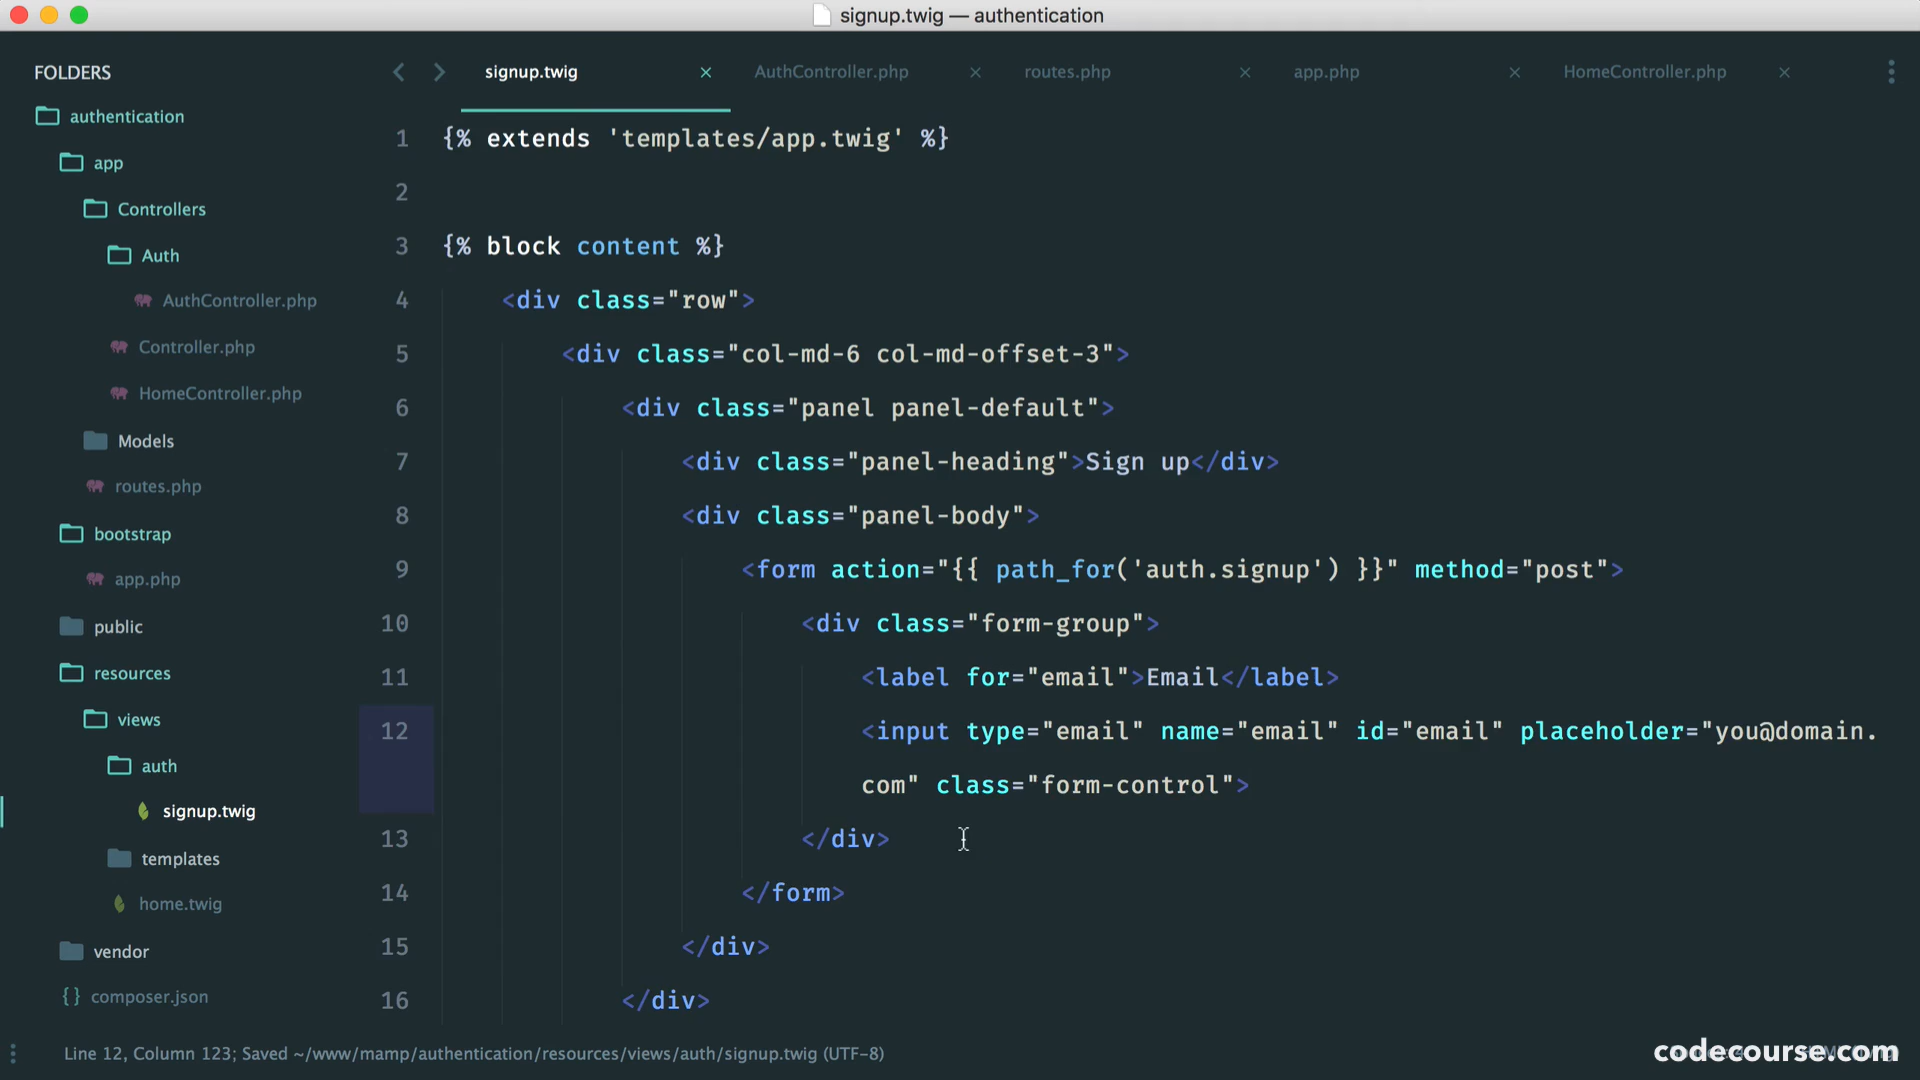 signup.twig — authentication
FOLDERS
authentication
app
Controllers
Auth
AuthController.php
Controller.php
HomeController.php
Models
routes.php
bootstrap
app.php
public
resources
views
auth
signup.twig
templates
home.twig
vendor
{ } composer.json
signup.twig × AuthController.php × routes.php × app.php × HomeController.php ×
1 {% extends 'templates/app.twig' %}
2
3 {% block content %}
4 <div class="row">
5 <div class="col-md-6 col-md-offset-3">
6 <div class="panel panel-default">
7 <div class="panel-heading">Sign up</div>
8 <div class="panel-body">
9 <form action="{{ path_for('auth.signup') }}" method="post">
10 <div class="form-group">
11 <label for="email">Email</label>
12 <input type="email" name="email" id="email" placeholder="you@domain.
com" class="form-control">
13 </div>
14 </form>
15 </div>
16 </div>
Line 12, Column 123; Saved ~/www/mamp/authentication/resources/views/auth/signup.twig (UTF-8)
codecourse.com